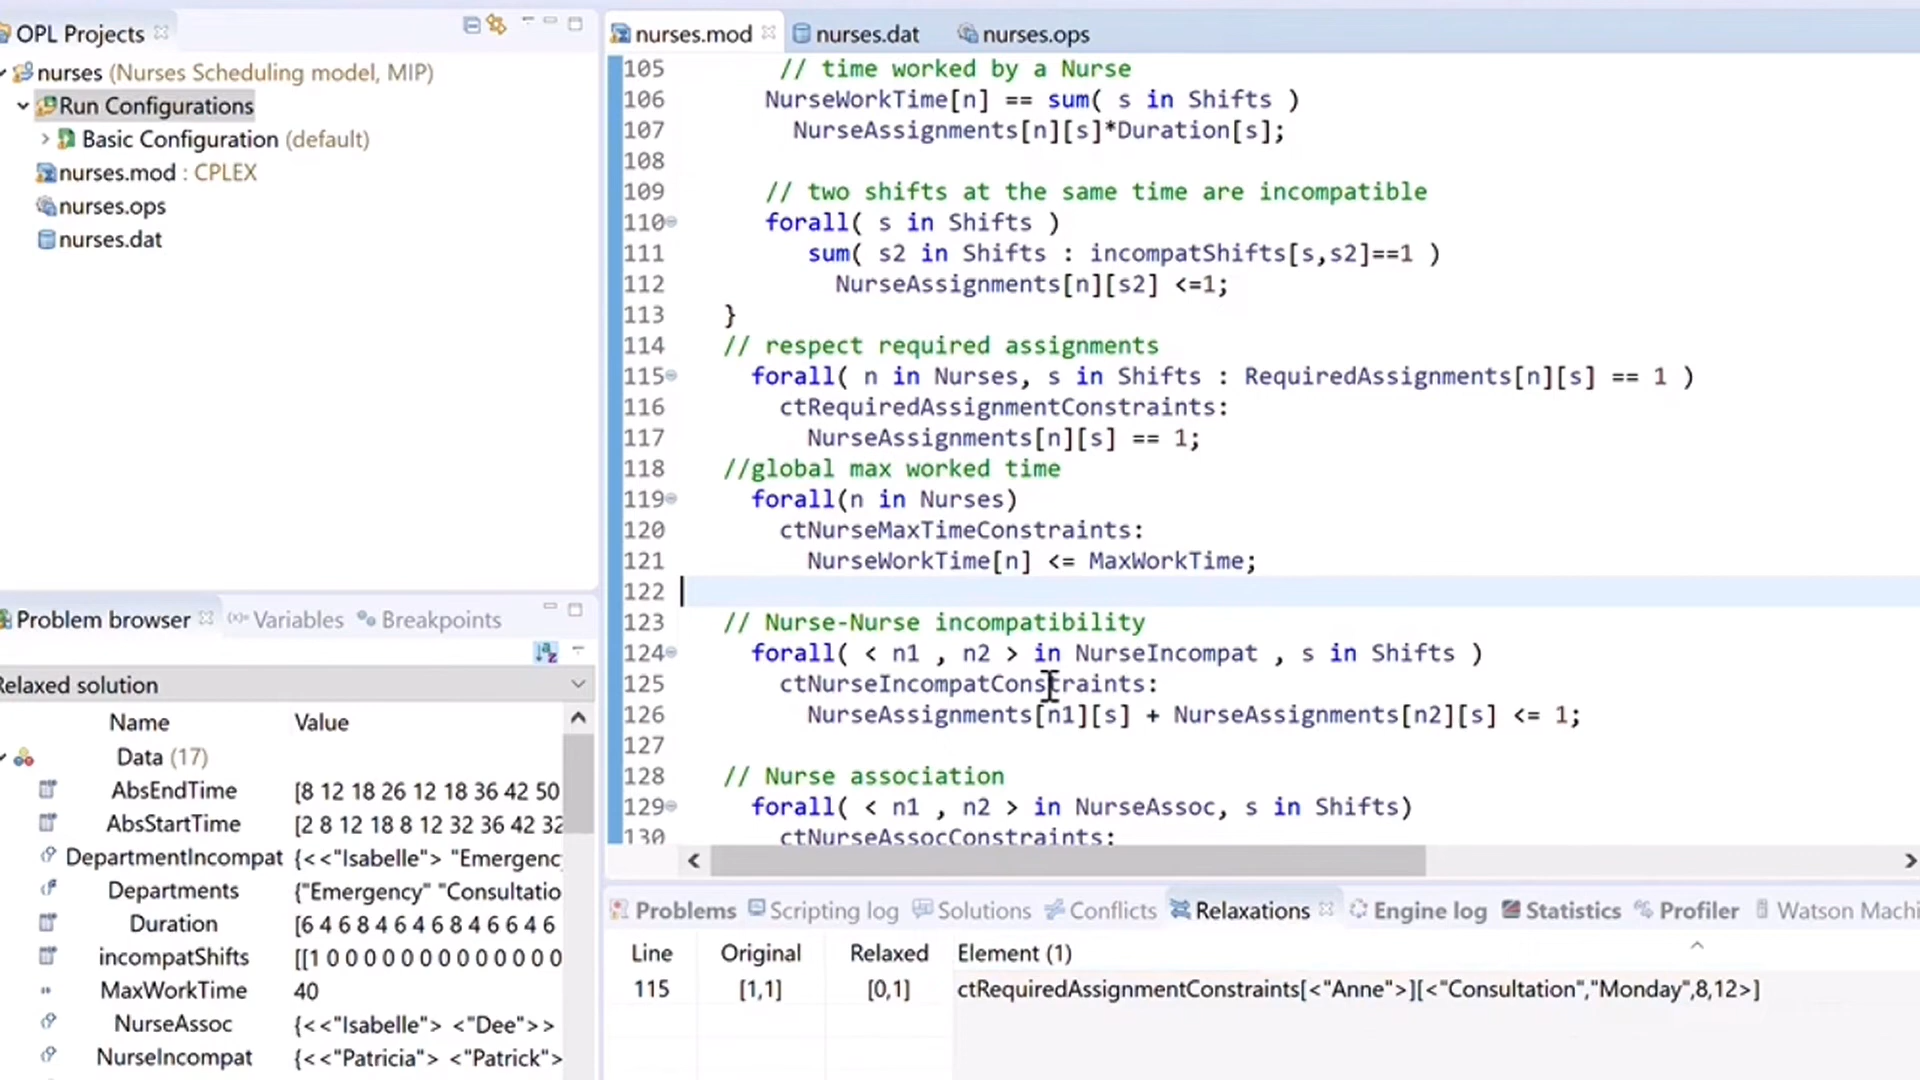 OPL Projects
nurses (Nurses Scheduling model, MIP)
Run Configurations
Basic Configuration (default)
nurses.mod : CPLEX
nurses.ops
nurses.dat
Problem browser
Variables
Breakpoints
Relaxed solution
Name Value
Data (17)
AbsEndTime [8 12 18 26 12 18 36 42 50
AbsStartTime [2 8 12 18 8 12 32 36 42 32
DepartmentIncompat {<<"Isabelle"> "Emergenc
Departments {"Emergency" "Consultatio
Duration [6 4 6 8 4 6 4 6 8 4 6 6 4 6
incompatShifts [[1 0 0 0 0 0 0 0 0 0 0 0 0 0
MaxWorkTime 40
NurseAssoc {<<"Isabelle"> <"Dee">>
NurseIncompat {<<"Patricia"> <"Patrick">
nurses.mod
nurses.dat
nurses.ops
105 // time worked by a Nurse
106 NurseWorkTime[n] == sum( s in Shifts )
107 NurseAssignments[n][s]*Duration[s];
108
109 // two shifts at the same time are incompatible
110 forall( s in Shifts )
111 sum( s2 in Shifts : incompatShifts[s,s2]==1 )
112 NurseAssignments[n][s2] <=1;
113 }
114 // respect required assignments
115 forall( n in Nurses, s in Shifts : RequiredAssignments[n][s] == 1 )
116 ctRequiredAssignmentConstraints:
117 NurseAssignments[n][s] == 1;
118 //global max worked time
119 forall(n in Nurses)
120 ctNurseMaxTimeConstraints:
121 NurseWorkTime[n] <= MaxWorkTime;
122
123 // Nurse-Nurse incompatibility
124 forall( < n1 , n2 > in NurseIncompat , s in Shifts )
125 ctNurseIncompatConstraints:
126 NurseAssignments[n1][s] + NurseAssignments[n2][s] <= 1;
127
128 // Nurse association
129 forall( < n1 , n2 > in NurseAssoc, s in Shifts)
130 ctNurseAssocConstraints:
Problems
Scripting log
Solutions
Conflicts
Relaxations
Engine log
Statistics
Profiler
Watson Machi
Line Original Relaxed Element (1)
115 [1,1] [0,1] ctRequiredAssignmentConstraints[<"Anne">][<"Consultation","Monday",8,12>]